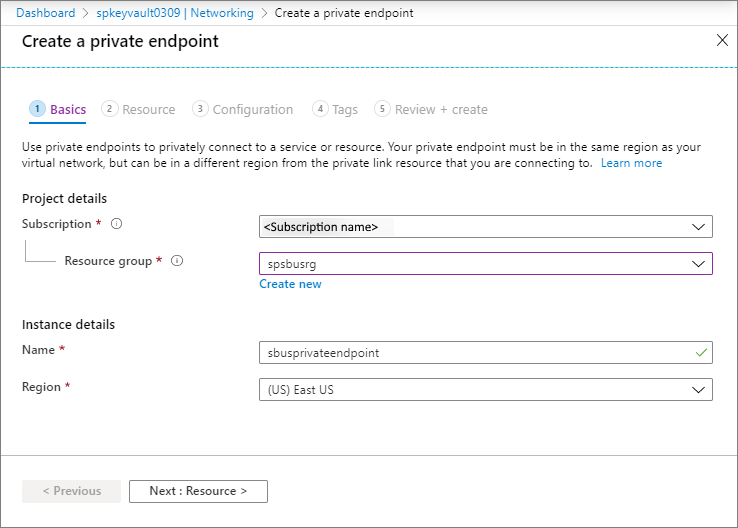 Dashboard > spkeyvault0309 | Networking > Create a private endpoint
Create a private endpoint
1 Basics 2 Resource 3 Configuration 4 Tags 5 Review + create
Use private endpoints to privately connect to a service or resource. Your private endpoint must be in the same region as your
virtual network, but can be in a different region from the private link resource that you are connecting to. Learn more
Project details
Subscription * <Subscription name>
Resource group * spsbusrg
Create new
Instance details
Name * sbusprivateendpoint
Region * (US) East US
< Previous Next : Resource >